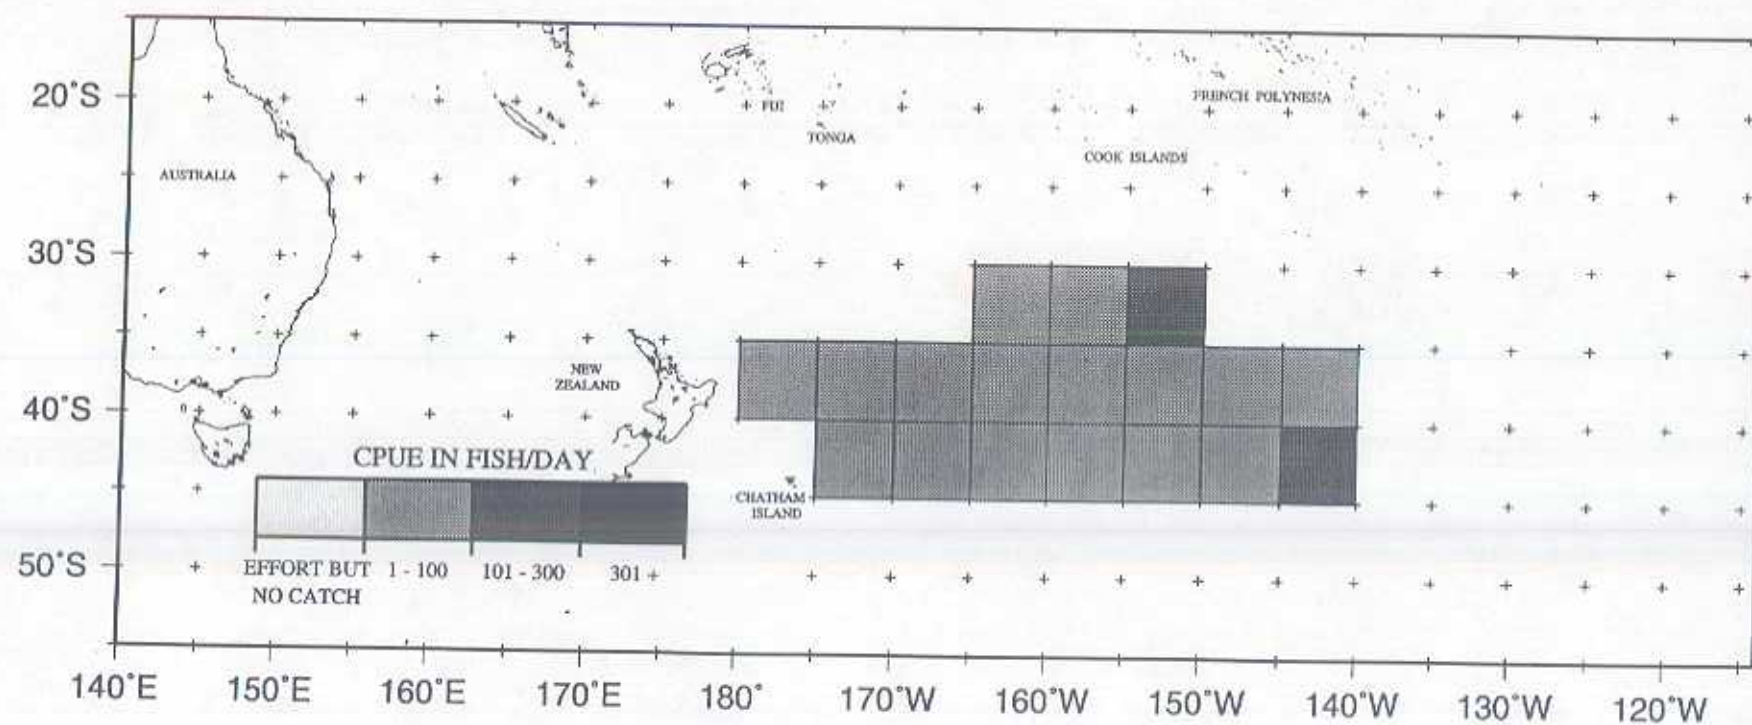 20°S
FIJI
FRENCH POLYNESIA
TONGA
COOK ISLANDS
AUSTRALIA
30°S
NEW
ZEALAND
40°S
CPUE IN FISH/DAY
CHATHAM
ISLAND
50°S
EFFORT BUT 1 - 100 101 - 300 301 +
NO CATCH
140°E 150°E 160°E 170°E 180° 170°W 160°W 150°W 140°W 130°W 120°W